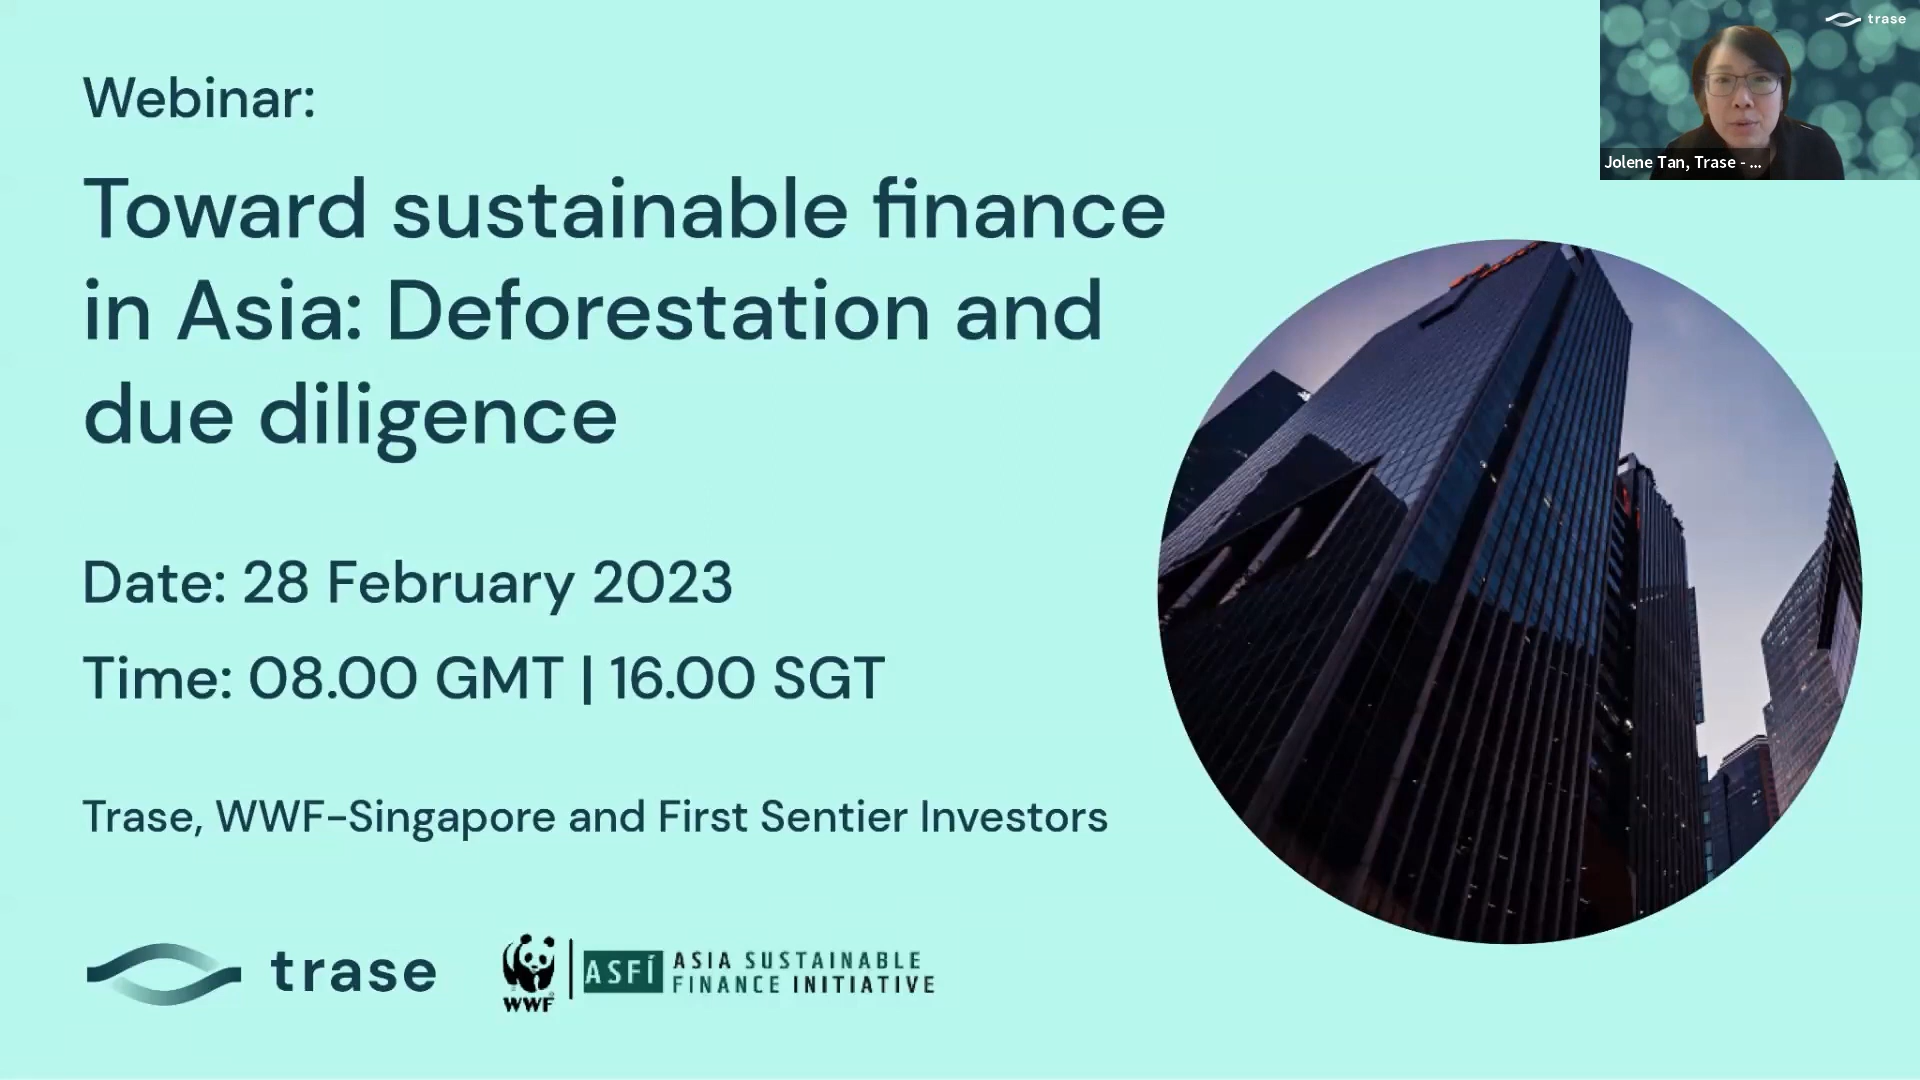 Webinar:
Toward sustainable finance
in Asia: Deforestation and
due diligence
Date: 28 February 2023
Time: 08.00 GMT | 16.00 SGT
Trase, WWF-Singapore and First Sentier Investors
trase
WWF
ASFÍ
ASIA SUSTAINABLE
FINANCE INITIATIVE
trase
Jolene Tan, Trase - ...